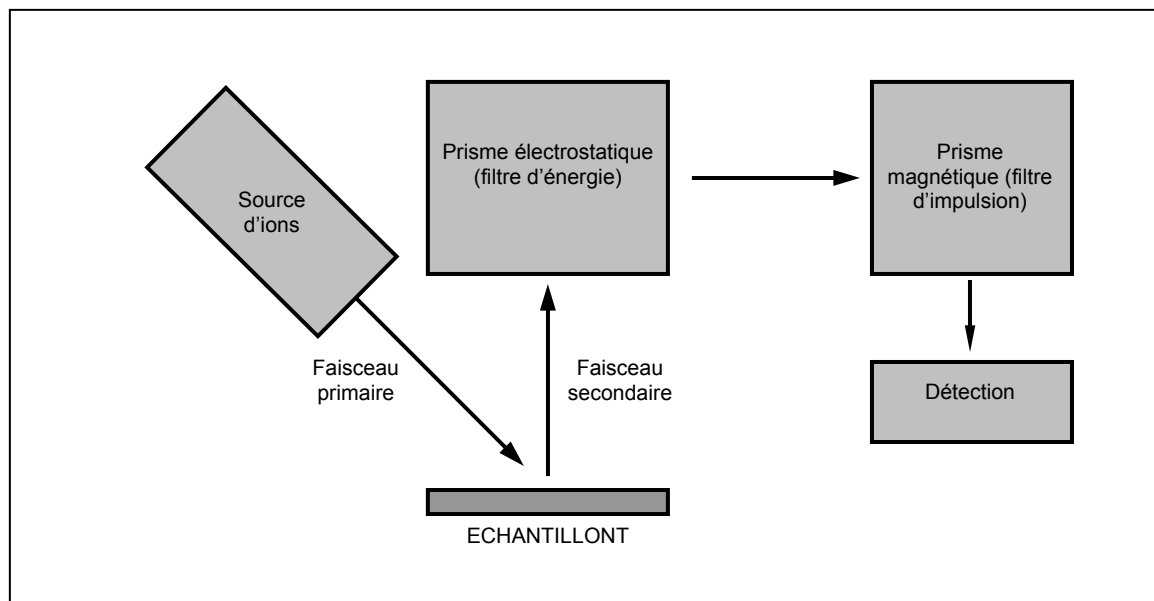 Source
d’ions
Faisceau
primaire
Prisme électrostatique
(filtre d’énergie)
Faisceau
secondaire
ECHANTILLONT
Prisme
magnétique (filtre
d’impulsion)
Détection